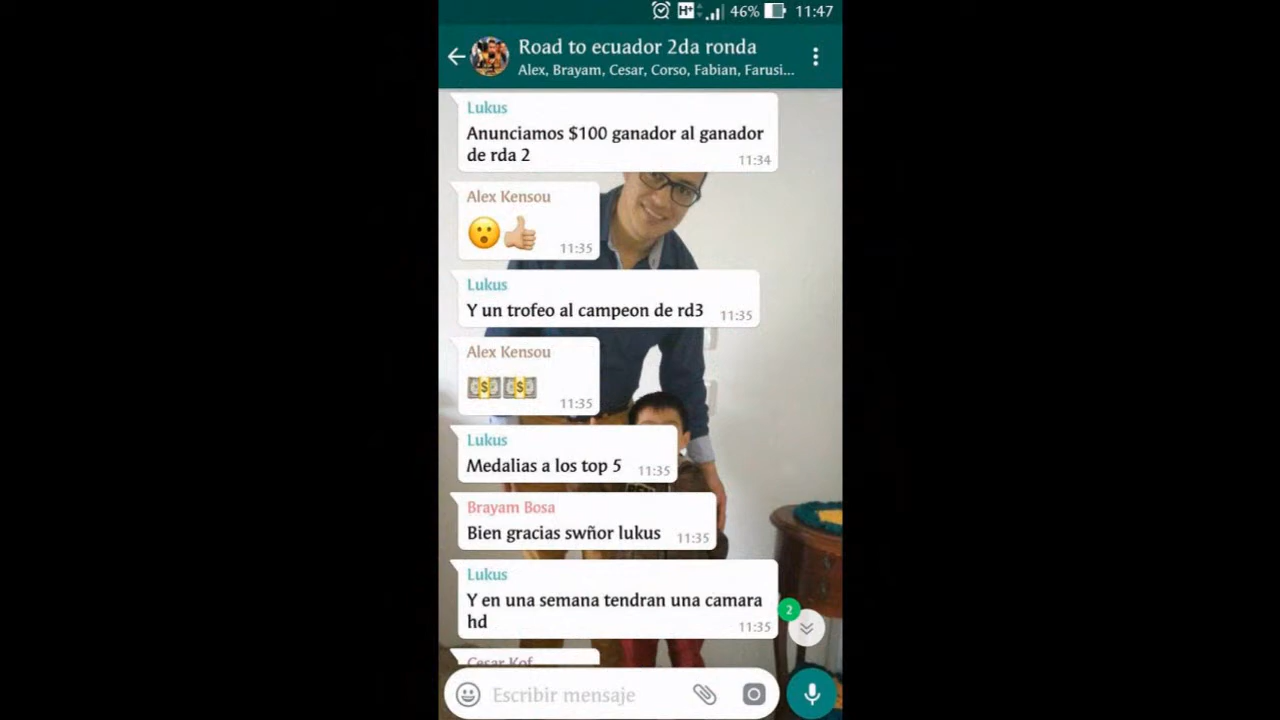 46% 11:47
Road to ecuador 2da ronda
Alex, Brayam, Cesar, Corso, Fabian, Farusi...
Lukus
Anunciamos $100 ganador al ganador
de rda 2
11:34
Alex Kensou
11:35
Lukus
Y un trofeo al campeon de rd3
11:35
Alex Kensou
11:35
Lukus
Medalias a los top 5
11:35
Brayam Bosa
Bien gracias swñor lukus
11:35
Lukus
Y en una semana tendran una camara
hd
11:35
2
Cesar Kof
Escribir mensaje